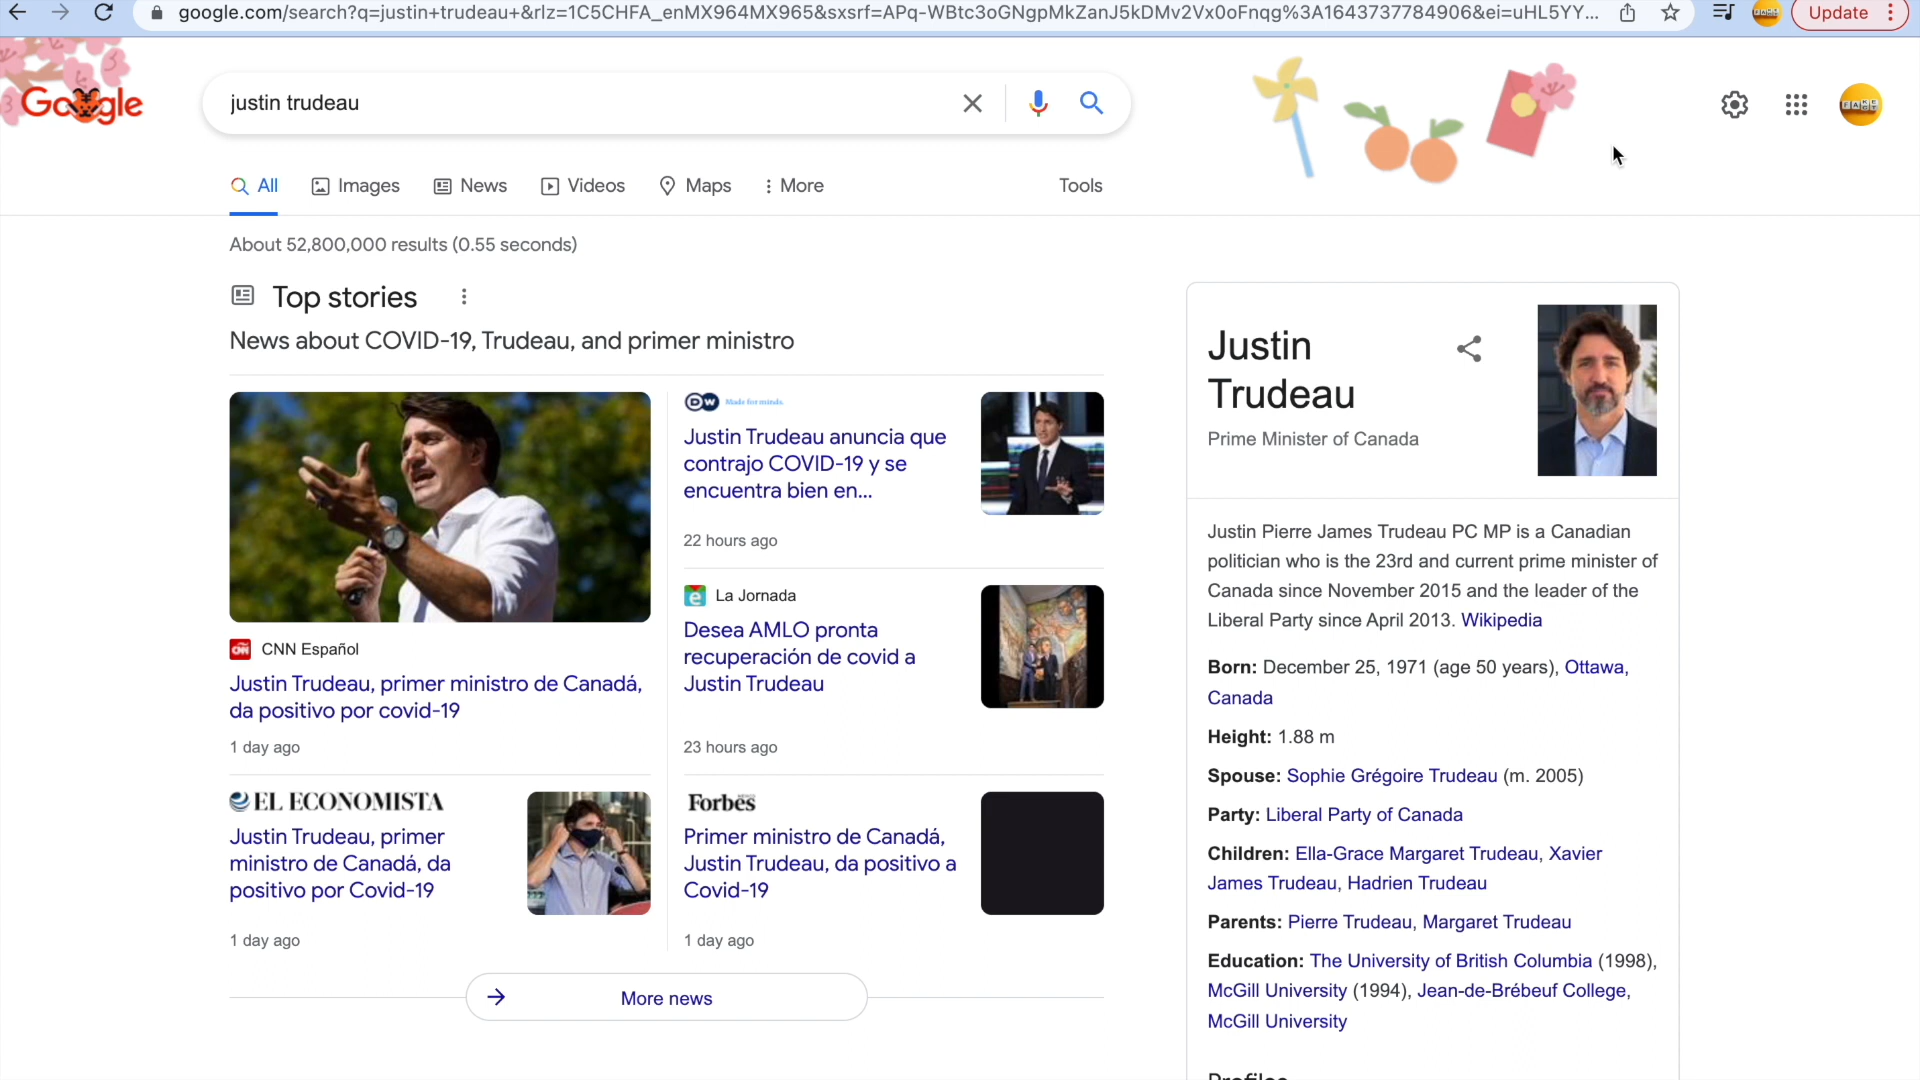 google.com/search?q=justin+trudeau+&rlz=1C5CHFA_enMX964MX965&sxsrf=APq-WBtc3oGNgpMkZanJ5kDMv2Vx0oFnqg%3A1643737784906&ei=uHL5YY...
Update
Google
justin trudeau
FAKE
All
Images
News
Videos
Maps
More
Tools
About 52,800,000 results (0.55 seconds)
Top stories
News about COVID-19, Trudeau, and primer ministro
CNN Español
Justin Trudeau, primer ministro de Canadá,
da positivo por covid-19
1 day ago
DW Made for minds.
Justin Trudeau anuncia que
contrajo COVID-19 y se
encuentra bien en...
22 hours ago
La Jornada
Desea AMLO pronta
recuperación de covid a
Justin Trudeau
23 hours ago
EL ECONOMISTA
Justin Trudeau, primer
ministro de Canadá, da
positivo por Covid-19
1 day ago
Forbes
MÉXICO
Primer ministro de Canadá,
Justin Trudeau, da positivo a
Covid-19
1 day ago
More news
Justin
Trudeau
Prime Minister of Canada
Justin Pierre James Trudeau PC MP is a Canadian
politician who is the 23rd and current prime minister of
Canada since November 2015 and the leader of the
Liberal Party since April 2013. Wikipedia
Born: December 25, 1971 (age 50 years), Ottawa,
Canada
Height: 1.88 m
Spouse: Sophie Grégoire Trudeau (m. 2005)
Party: Liberal Party of Canada
Children: Ella-Grace Margaret Trudeau, Xavier
James Trudeau, Hadrien Trudeau
Parents: Pierre Trudeau, Margaret Trudeau
Education: The University of British Columbia (1998),
McGill University (1994), Jean-de-Brébeuf College,
McGill University
Profiles